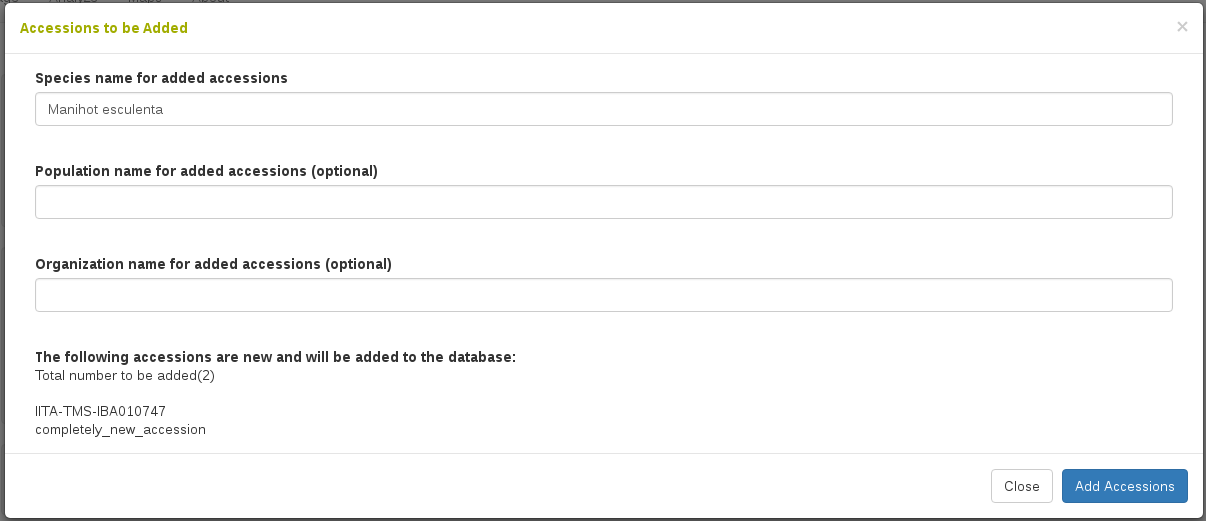 Accessions to be Added
×
Species name for added accessions
Manihot esculenta
Population name for added accessions (optional)
Organization name for added accessions (optional)
The following accessions are new and will be added to the database:
Total number to be added(2)
IITA-TMS-IBA010747
completely_new_accession
Close Add Accessions